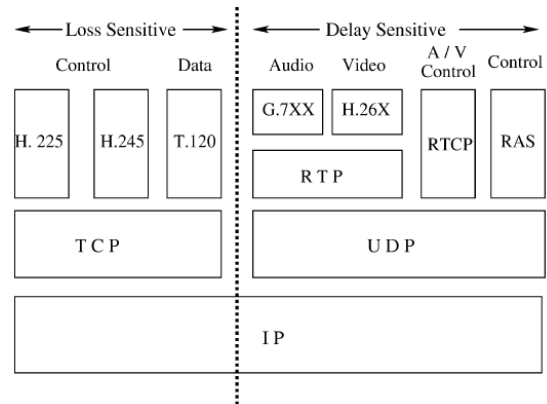 Loss Sensitive
Delay Sensitive
Control
Data
Audio
Video
A / V
Control
Control
H. 225
H.245
T.120
G.7XX
H.26X
RTCP
RAS
R T P
T C P
U D P
I P